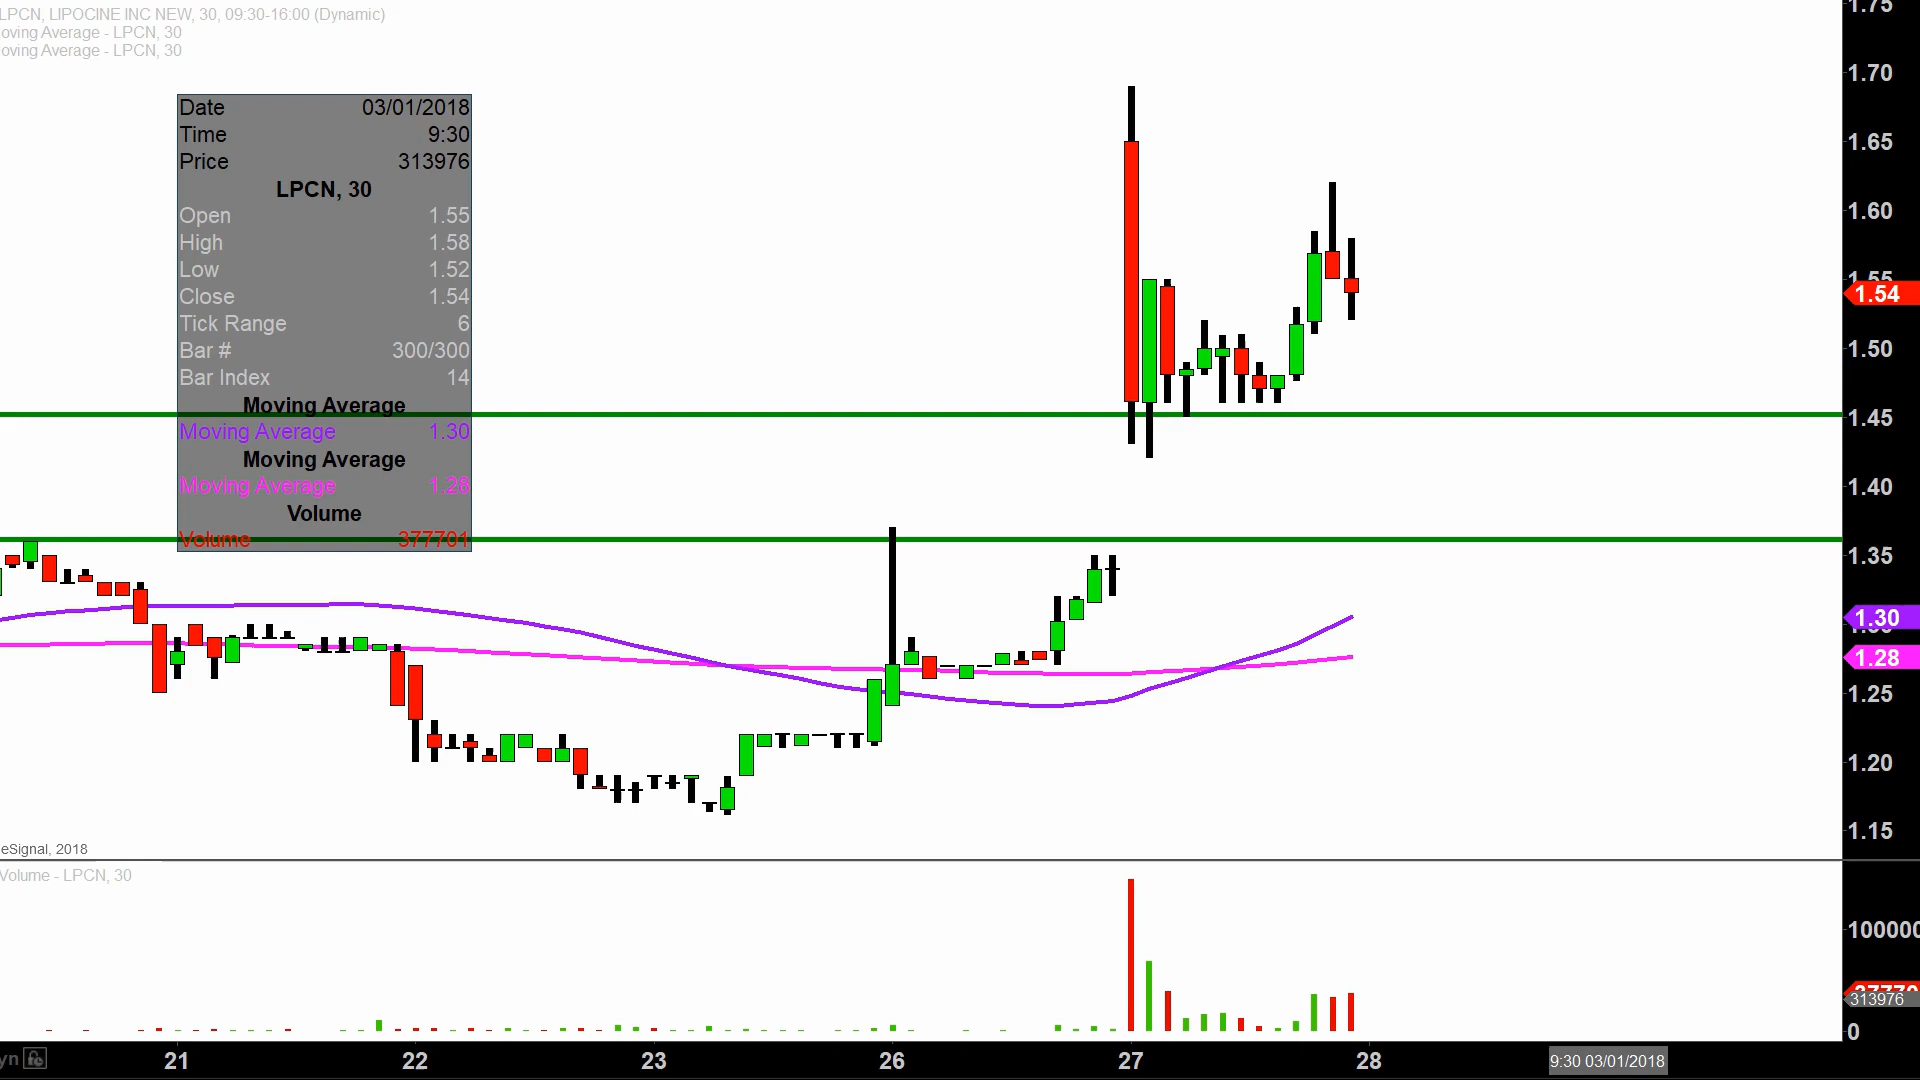 LPCN, LIPOCINE INC NEW, 30, 09:30-16:00 (Dynamic)
oving Average - LPCN, 30
oving Average - LPCN, 30
Date 03/01/2018
Time 9:30
Price 313976
LPCN, 30
Open 1.55
High 1.58
Low 1.52
Close 1.54
Tick Range 6
Bar # 300/300
Bar Index 14
Moving Average
Moving Average 1.30
Moving Average
Moving Average 1.28
Volume
Volume 377701
1.75
1.70
1.65
1.60
1.55
1.54
1.50
1.45
1.40
1.35
1.30
1.28
1.25
1.20
1.15
eSignal, 2018
Volume - LPCN, 30
100000
37770
313976
0
yn
21 22 23 26 27 28 9:30 03/01/2018